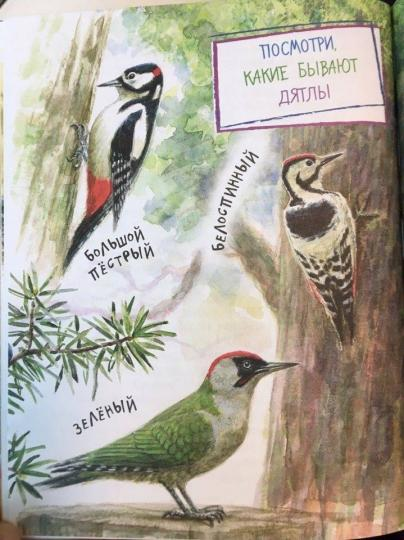 ПОСМОТРИ,
КАКИЕ БЫВАЮТ
ДЯТЛЫ
БОЛЬШОЙ
ПЁСТРЫЙ
БЕЛОСПИННЫЙ
ЗЕЛЁНЫЙ